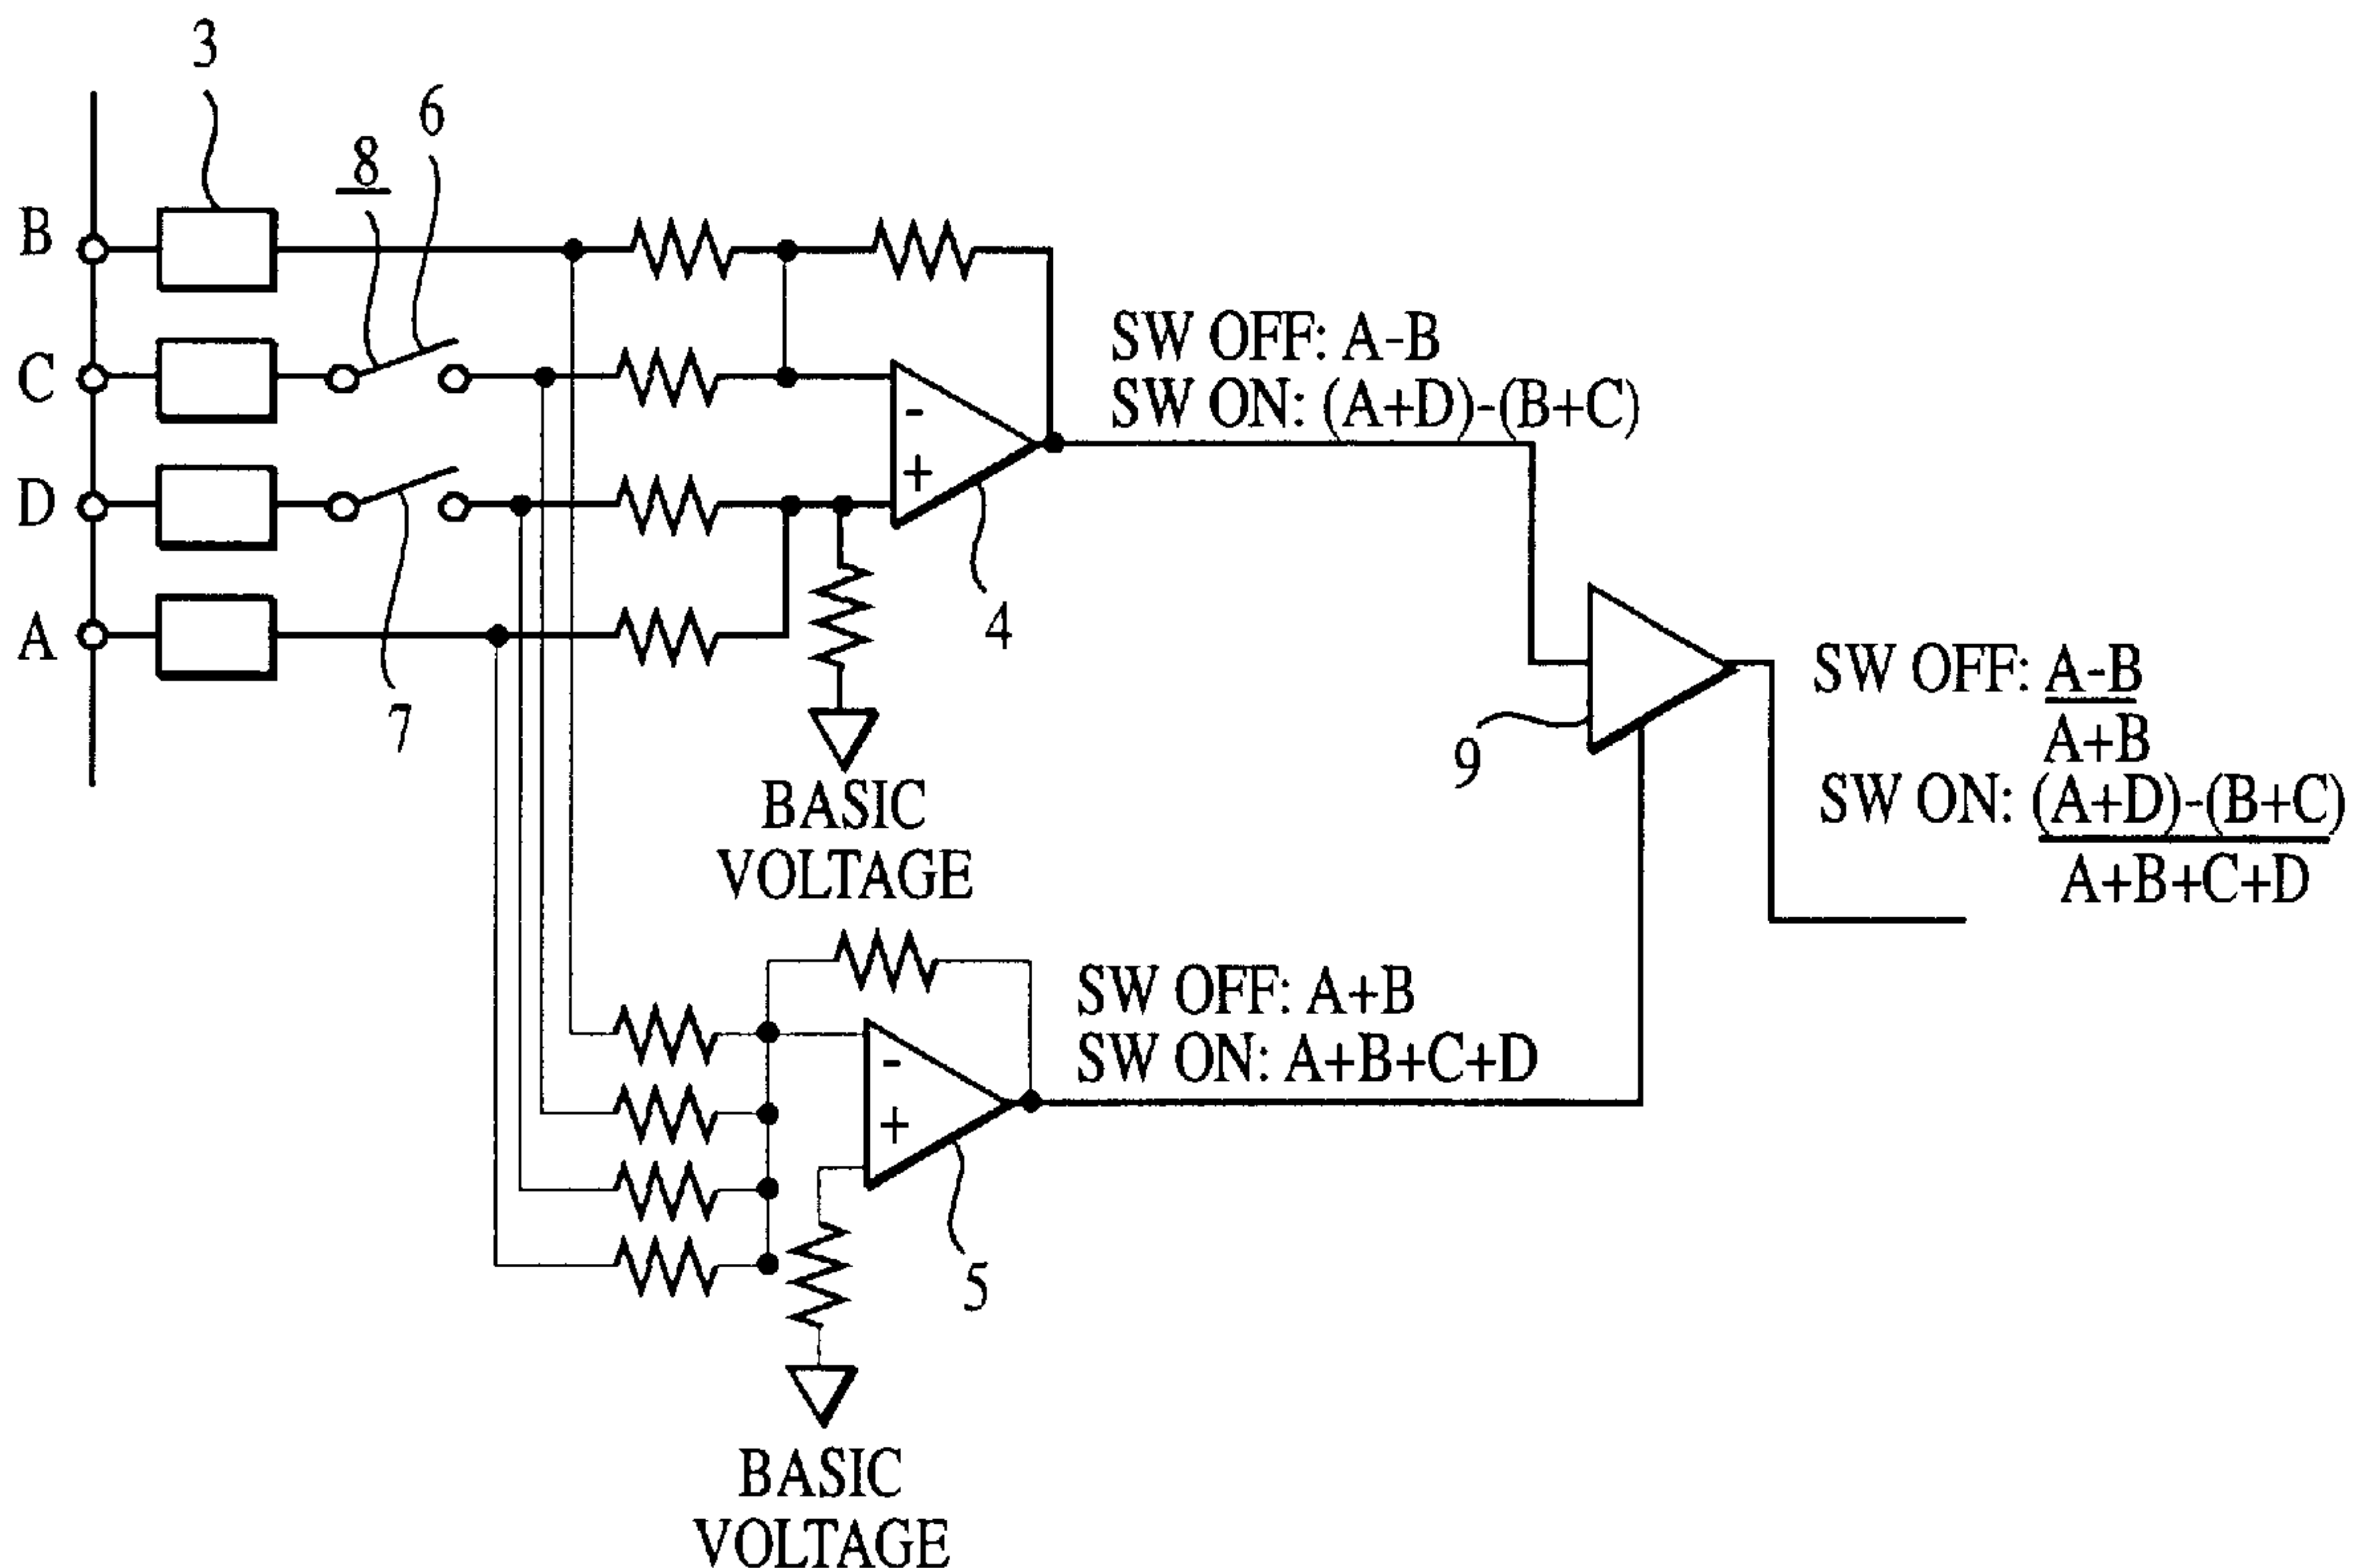 3
6
8
B
C
D
A
7
-
+
4
SW OFF: A-B
SW ON: (A+D)-(B+C)
BASIC
VOLTAGE
9
SW OFF: A-B
A+B
SW ON: (A+D)-(B+C)
A+B+C+D
SW OFF: A+B
SW ON: A+B+C+D
-
+
5
BASIC
VOLTAGE